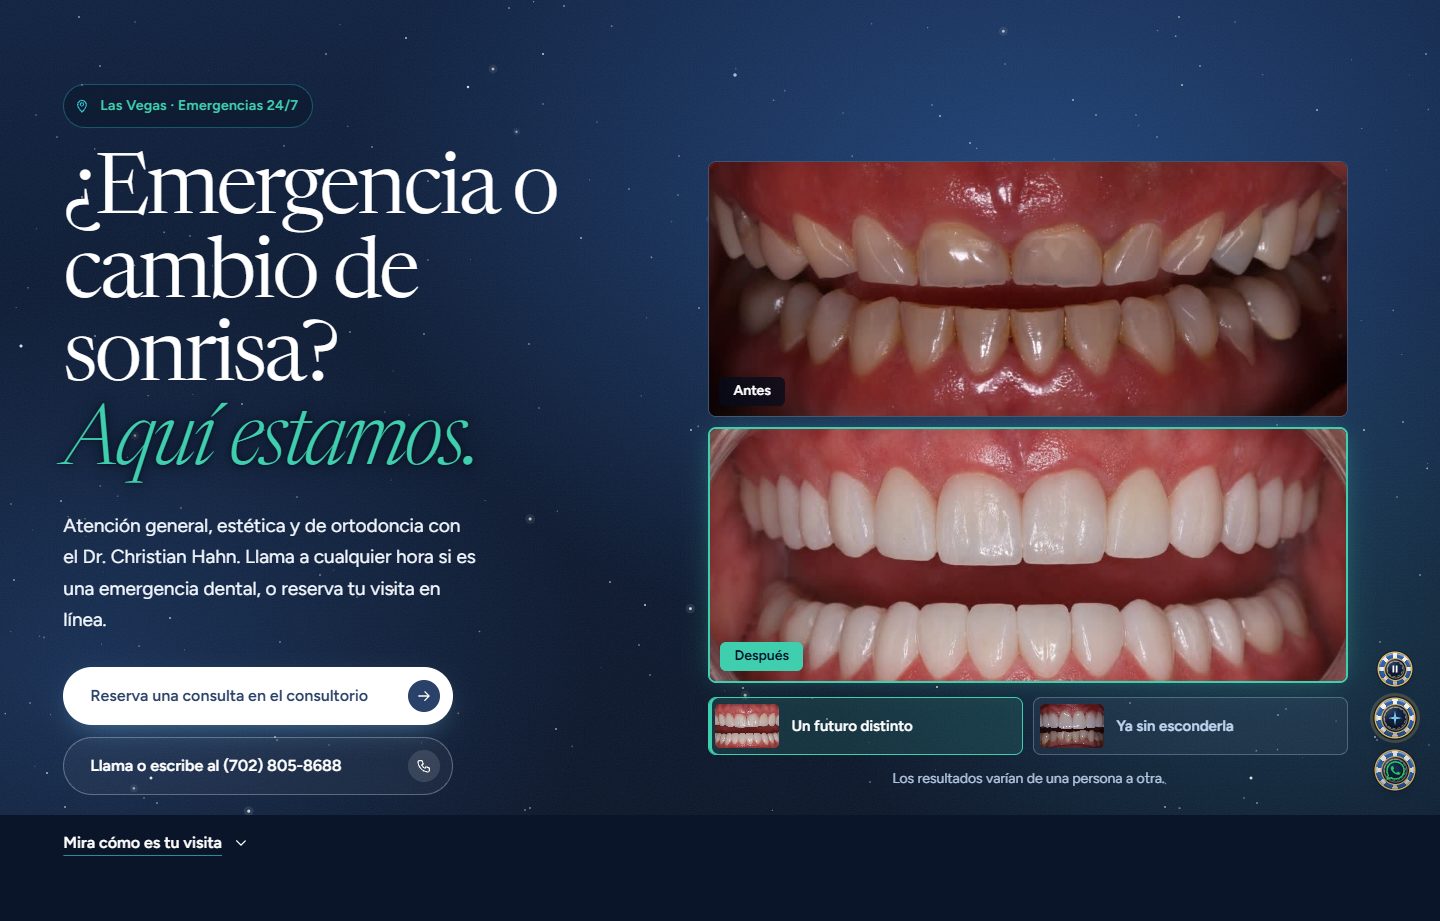 Las Vegas · Emergencias 24/7
¿Emergencia o
cambio de
sonrisa?
Aquí estamos.
Atención general, estética y de ortodoncia con
el Dr. Christian Hahn. Llama a cualquier hora si es
una emergencia dental, o reserva tu visita en
línea.
Reserva una consulta en el consultorio
Llama o escribe al (702) 805-8688
Mira cómo es tu visita
Antes
Después
Un futuro distinto
Ya sin esconderla
Los resultados varían de una persona a otra.